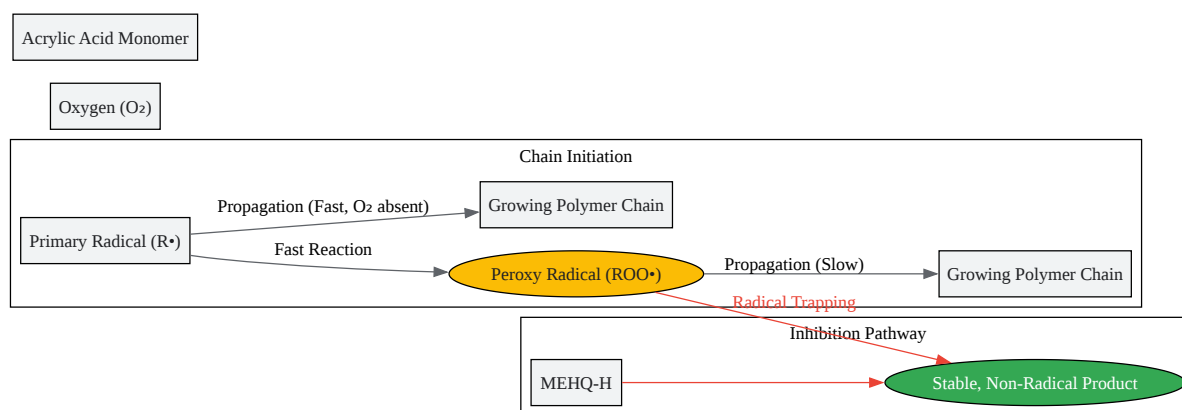 Acrylic Acid Monomer
Oxygen (O₂)
Chain Initiation
Propagation (Fast, O₂ absent)
Growing Polymer Chain
Primary Radical (R•)
Fast Reaction
Peroxy Radical (ROO•)
Propagation (Slow)
Growing Polymer Chain
Radical Trapping
Inhibition Pathway
MEHQ-H
Stable, Non-Radical Product